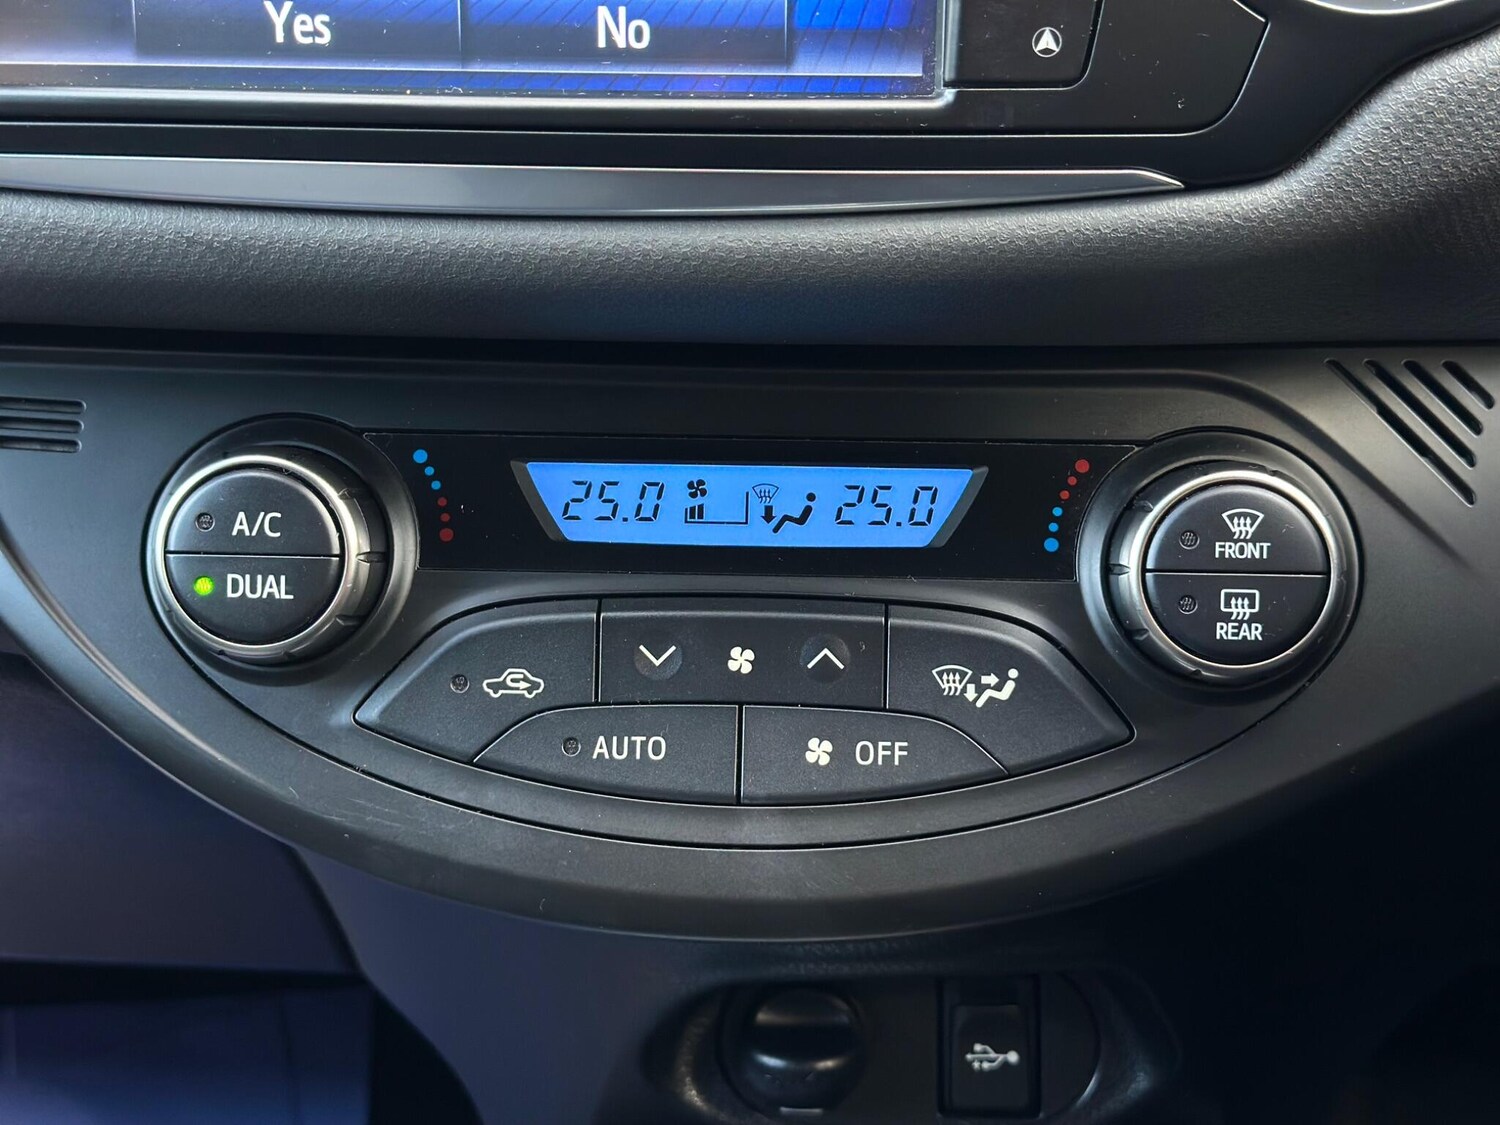 Yes No
25.0 25.0
A/C
DUAL
FRONT
REAR
AUTO
OFF